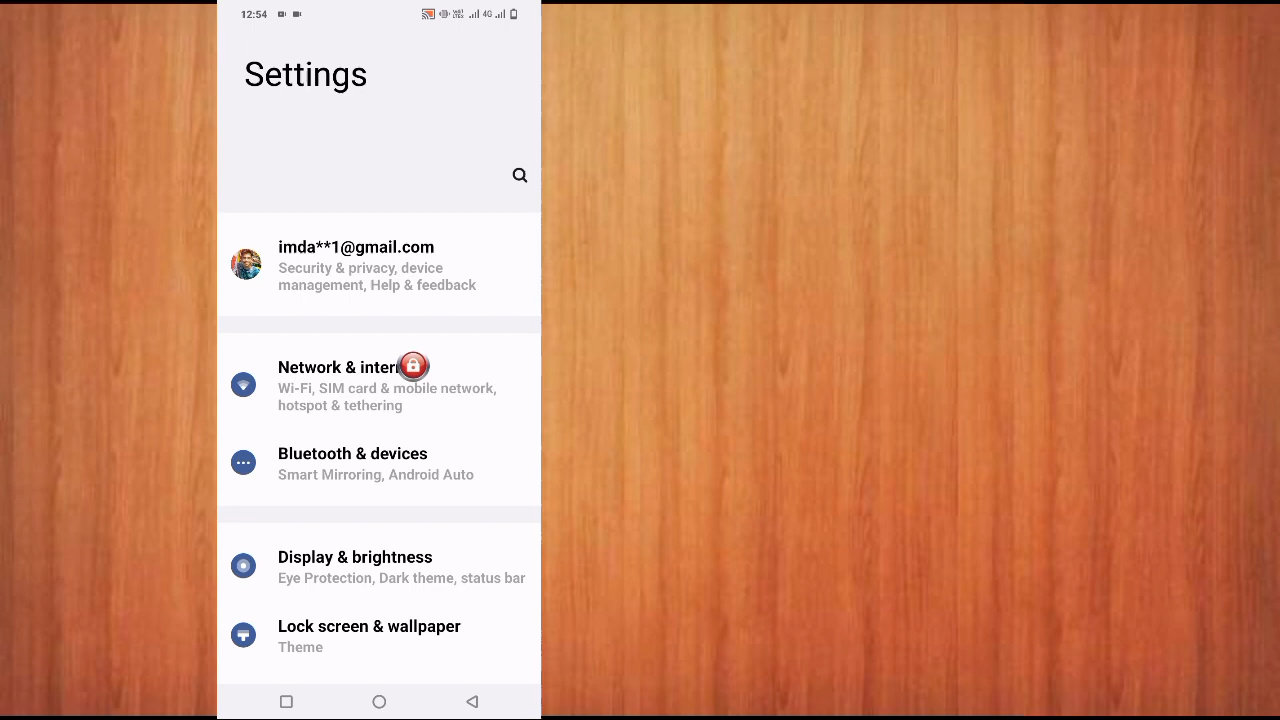 12:54
4G
Settings
imda**1@gmail.com
Security & privacy, device
management, Help & feedback
Network & inter
Wi-Fi, SIM card & mobile network,
hotspot & tethering
Bluetooth & devices
Smart Mirroring, Android Auto
Display & brightness
Eye Protection, Dark theme, status bar
Lock screen & wallpaper
Theme